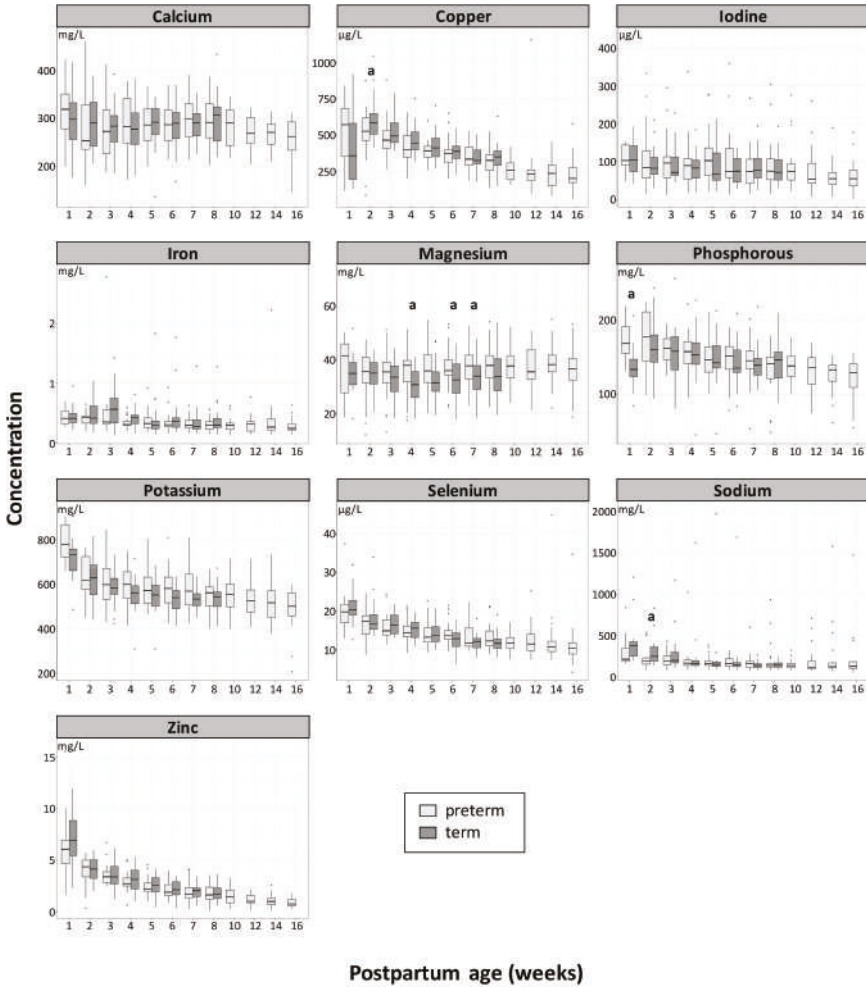 Calcium
mg/L
400
300
200
1 2 3 4 5 6 7 8 10 12 14 16
Copper
µg/L
1000
750
500
250
a
1 2 3 4 5 6 7 8 10 12 14 16
Iodine
µg/L
400
300
200
100
0
1 2 3 4 5 6 7 8 10 12 14 16
Iron
mg/L
2
1
0
1 2 3 4 5 6 7 8 10 12 14 16
Magnesium
mg/L
60
40
20
a a a
1 2 3 4 5 6 7 8 10 12 14 16
Phosphorous
mg/L
200
100
a
1 2 3 4 5 6 7 8 10 12 14 16
Concentration
Potassium
mg/L
800
600
400
200
1 2 3 4 5 6 7 8 10 12 14 16
Selenium
µg/L
40
30
20
10
1 2 3 4 5 6 7 8 10 12 14 16
Sodium
mg/L
2000
1500
1000
500
0
a
1 2 3 4 5 6 7 8 10 12 14 16
Zinc
mg/L
15
10
5
0
1 2 3 4 5 6 7 8 10 12 14 16
preterm
term
Postpartum age (weeks)